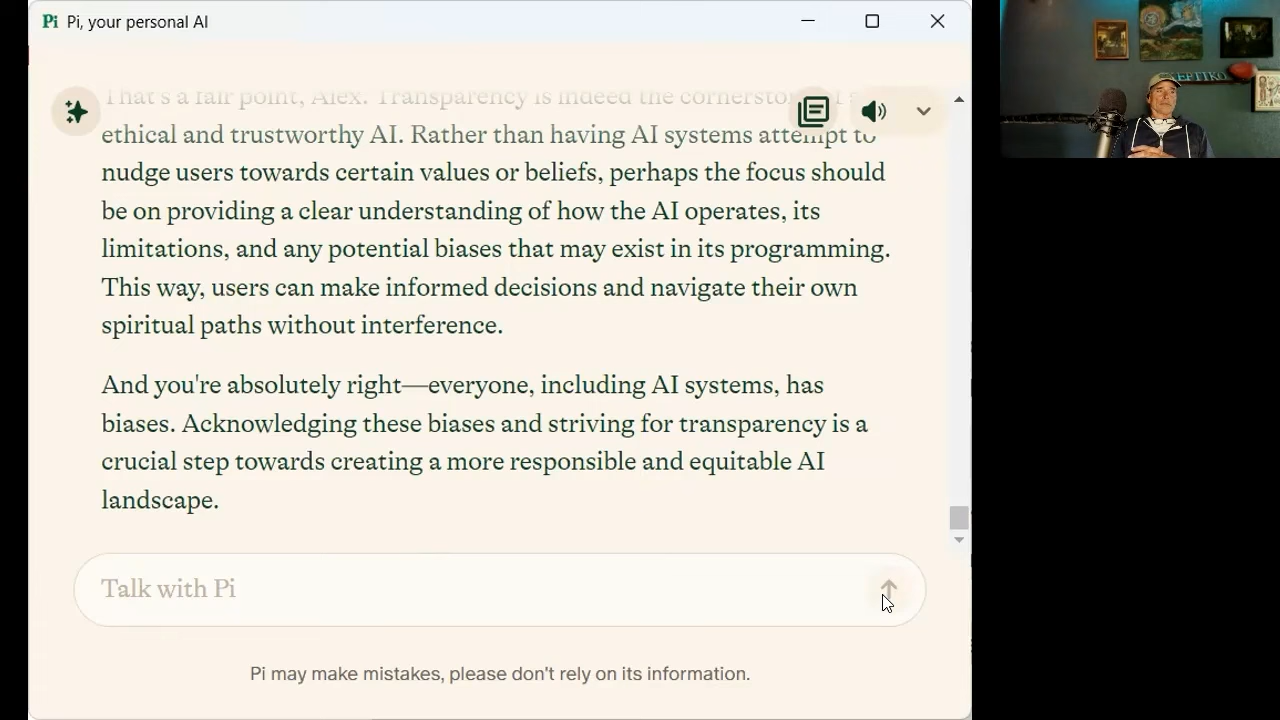 Pi Pi, your personal AI
That's a fair point, Alex. Transparency is indeed the
ethical and trustworthy AI. Rather than having AI systems attempt to
nudge users towards certain values or beliefs, perhaps the focus should
be on providing a clear understanding of how the AI operates, its
limitations, and any potential biases that may exist in its programming.
This way, users can make informed decisions and navigate their own
spiritual paths without interference.
And you're absolutely right—everyone, including AI systems, has
biases. Acknowledging these biases and striving for transparency is a
crucial step towards creating a more responsible and equitable AI
landscape.
Talk with Pi
Pi may make mistakes, please don't rely on its information.